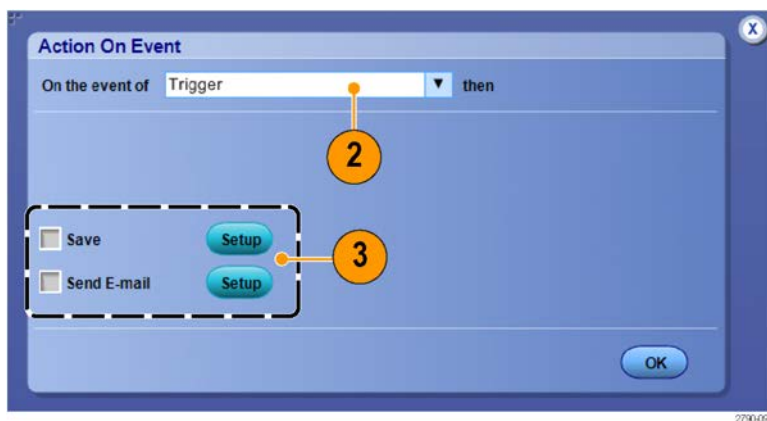 X
Action On Event
On the event of Trigger ▼ then
2
Save Setup
3
Send E-mail Setup
OK